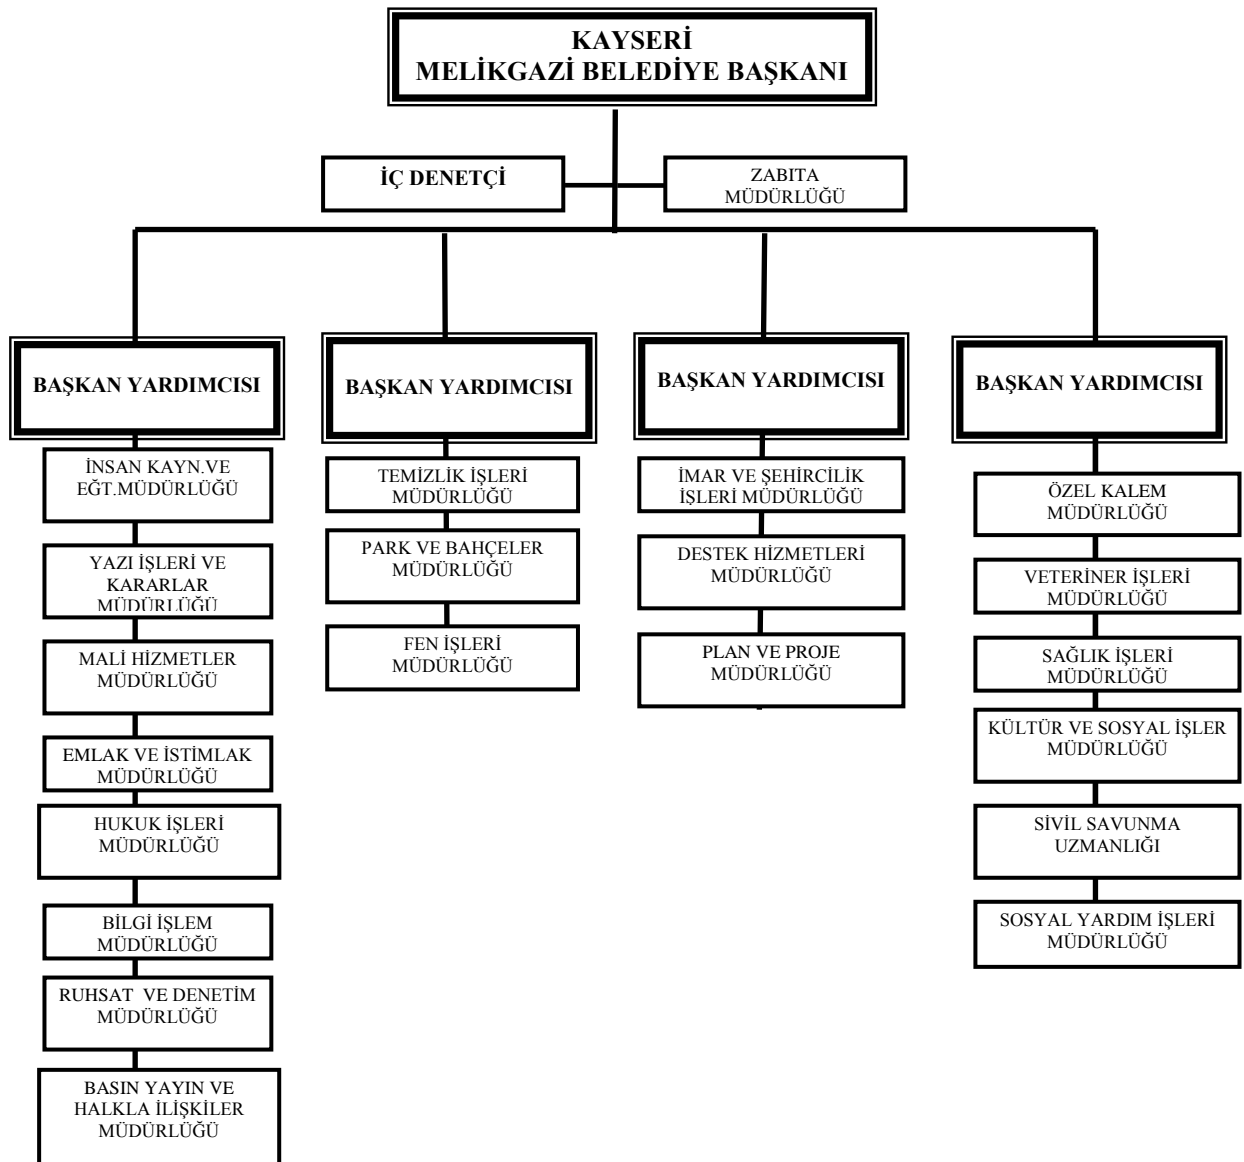 KAYSERİ
MELİKGAZİ BELEDİYE BAŞKANI
İÇ DENETÇİ
ZABITA
MÜDÜRLÜĞÜ
BAŞKAN YARDIMCISI
İNSAN KAYN.VE
EĞT.MÜDÜRLÜĞÜ
YAZI İŞLERİ VE
KARARLAR
MÜDÜRLÜĞÜ
MALİ HİZMETLER
MÜDÜRLÜĞÜ
EMLAK VE İSTİMLAK
MÜDÜRLÜĞÜ
HUKUK İŞLERİ
MÜDÜRLÜĞÜ
BİLGİ İŞLEM
MÜDÜRLÜĞÜ
RUHSAT VE DENETİM
MÜDÜRLÜĞÜ
BASIN YAYIN VE
HALKLA İLİŞKİLER
MÜDÜRLÜĞÜ
BAŞKAN YARDIMCISI
TEMİZLİK İŞLERİ
MÜDÜRLÜĞÜ
PARK VE BAHÇELER
MÜDÜRLÜĞÜ
FEN İŞLERİ
MÜDÜRLÜĞÜ
BAŞKAN YARDIMCISI
İMAR VE ŞEHİRCİLİK
İŞLERİ MÜDÜRLÜĞÜ
DESTEK HİZMETLERİ
MÜDÜRLÜĞÜ
PLAN VE PROJE
MÜDÜRLÜĞÜ
BAŞKAN YARDIMCISI
ÖZEL KALEM
MÜDÜRLÜĞÜ
VETERİNER İŞLERİ
MÜDÜRLÜĞÜ
SAĞLIK İŞLERİ
MÜDÜRLÜĞÜ
KÜLTÜR VE SOSYAL İŞLER
MÜDÜRLÜĞÜ
SİVİL SAVUNMA
UZMANLIĞI
SOSYAL YARDIM İŞLERİ
MÜDÜRLÜĞÜ